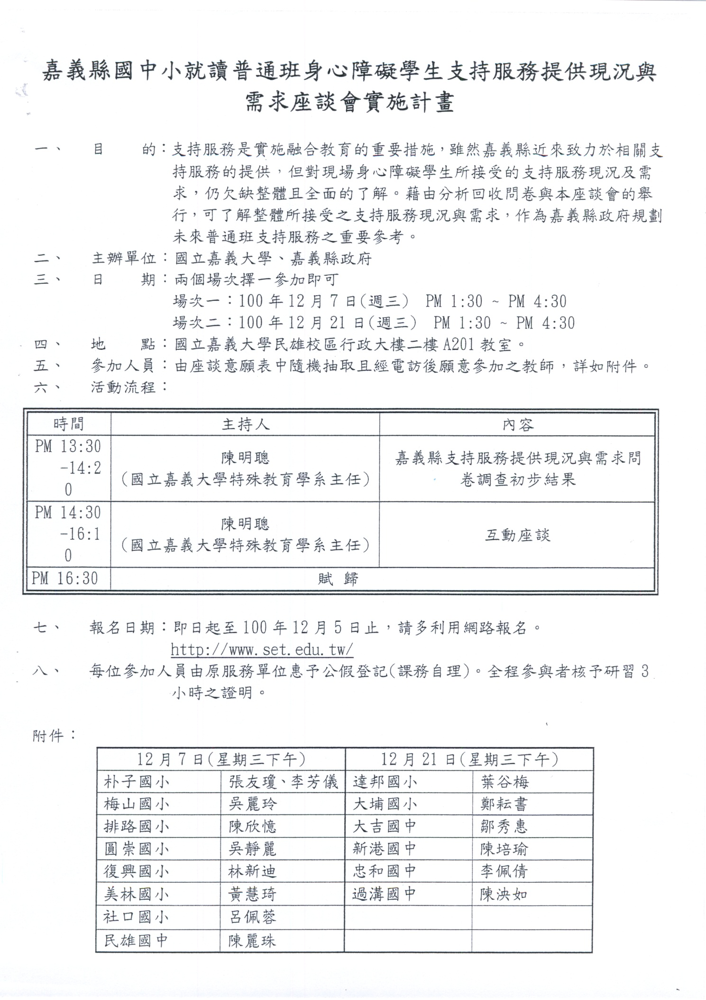 嘉義縣國中小就讀普通班身心障礙學生支持服務提供現況與
需求座談會實施計畫
一、 目 的：支持服務是實施融合教育的重要措施，雖然嘉義縣近來致力於相關支
持服務的提供，但對現場身心障礙學生所接受的支持服務現況及需
求，仍欠缺整體且全面的了解。藉由分析回收問卷與本座談會的舉
行，可了解整體所接受之支持服務現況與需求，作為嘉義縣政府規劃
未來普通班支持服務之重要參考。
二、 主辦單位：國立嘉義大學、嘉義縣政府
三、 日 期：兩個場次擇一參加即可
場次一：100 年 12 月 7 日(週三) PM 1:30 ~ PM 4:30
場次二：100 年 12 月 21 日(週三) PM 1:30 ~ PM 4:30
四、 地 點：國立嘉義大學民雄校區行政大樓二樓 A201 教室。
五、 參加人員：由座談意願表中隨機抽取且經電訪後願意參加之教師，詳如附件。
六、 活動流程：
時間 主持人 內容
PM 13:30
-14:2
0
陳明聰
(國立嘉義大學特殊教育學系主任)
嘉義縣支持服務提供現況與需求問
卷調查初步結果
PM 14:30
-16:1
0
陳明聰
(國立嘉義大學特殊教育學系主任)
互動座談
PM 16:30 賦 歸
七、 報名日期：即日起至 100 年 12 月 5 日止，請多利用網路報名。
http://www.set.edu.tw/
八、 每位參加人員由原服務單位惠予公假登記(課務自理)。全程參與者核予研習 3
小時之證明。
附件：
12 月 7 日(星期三下午) 12 月 21 日(星期三下午)
朴子國小 張友瓊、李芳儀 達邦國小 葉谷梅
梅山國小 吳麗玲 大埔國小 鄭耘書
排路國小 陳欣憶 大吉國中 鄒秀惠
圓崇國小 吳靜麗 新港國中 陳培瑜
復興國小 林新迪 忠和國中 李佩倩
美林國小 黃慧琦 過溝國中 陳泱如
社口國小 呂佩蓉
民雄國中 陳麗珠